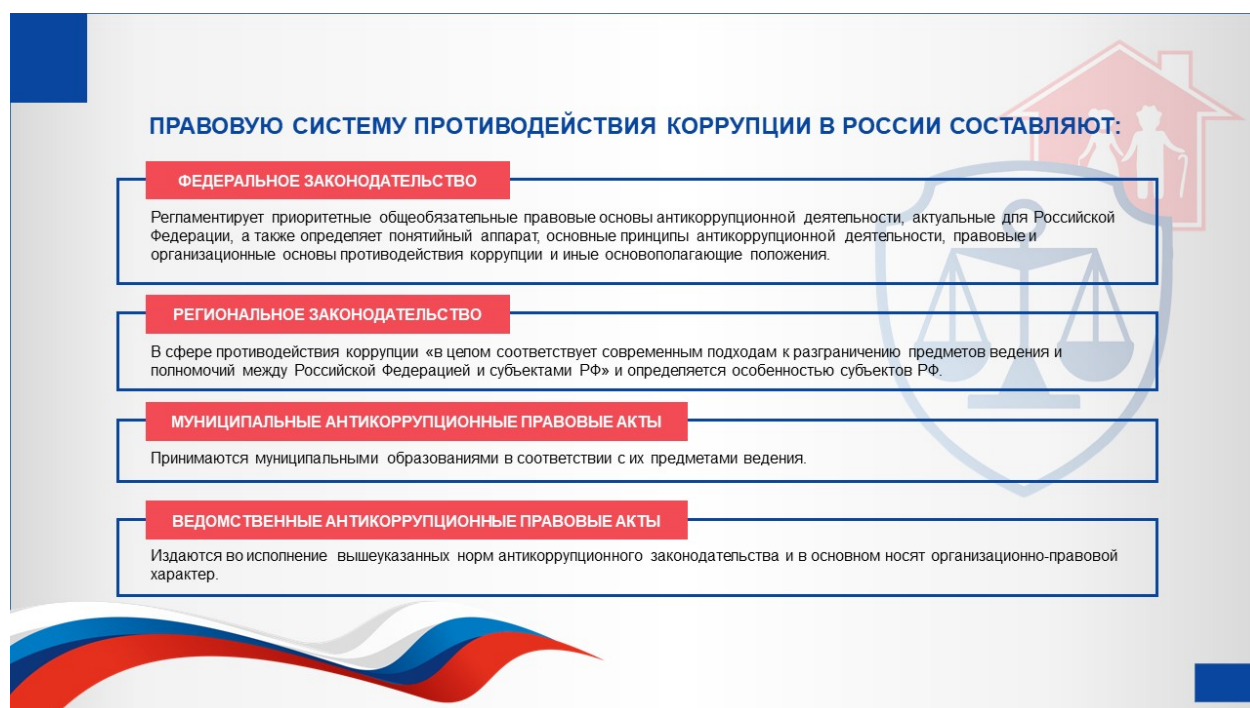 ПРАВОВУЮ СИСТЕМУ ПРОТИВОДЕЙСТВИЯ КОРРУПЦИИ В РОССИИ СОСТАВЛЯЮТ:
ФЕДЕРАЛЬНОЕ ЗАКОНОДАТЕЛЬСТВО
Регламентирует приоритетные общеобязательные правовые основы антикоррупционной деятельности, актуальные для Российской
Федерации, а также определяет понятийный аппарат, основные принципы антикоррупционной деятельности, правовые и
организационные основы противодействия коррупции и иные основополагающие положения.
РЕГИОНАЛЬНОЕ ЗАКОНОДАТЕЛЬСТВО
В сфере противодействия коррупции «в целом соответствует современным подходам к разграничению предметов ведения и
полномочий между Российской Федерацией и субъектами РФ» и определяется особенностью субъектов РФ.
МУНИЦИПАЛЬНЫЕ АНТИКОРРУПЦИОННЫЕ ПРАВОВЫЕ АКТЫ
Принимаются муниципальными образованиями в соответствии с их предметами ведения.
ВЕДОМСТВЕННЫЕ АНТИКОРРУПЦИОННЫЕ ПРАВОВЫЕ АКТЫ
Издаются во исполнение вышеуказанных норм антикоррупционного законодательства и в основном носят организационно-правовой
характер.